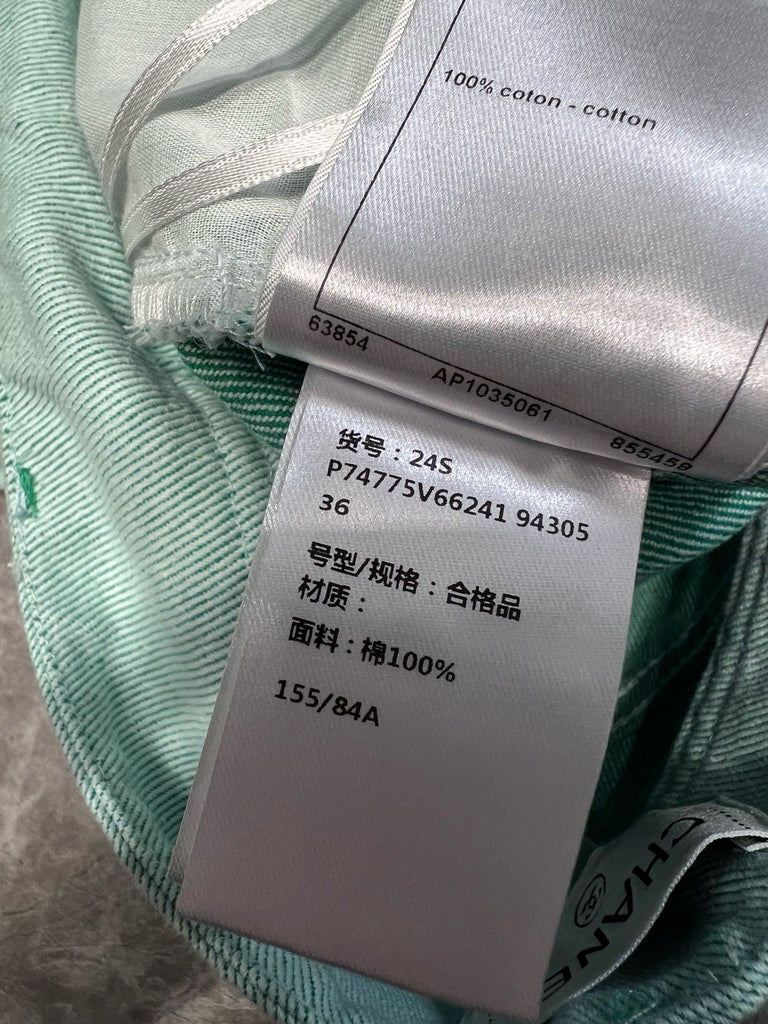 100% coton - cotton
63854
AP1035061
855459
货号：24S
P74775V66241 94305
36
号型/规格：合格品
材质：
面料：棉100%
155/84A
CHANE